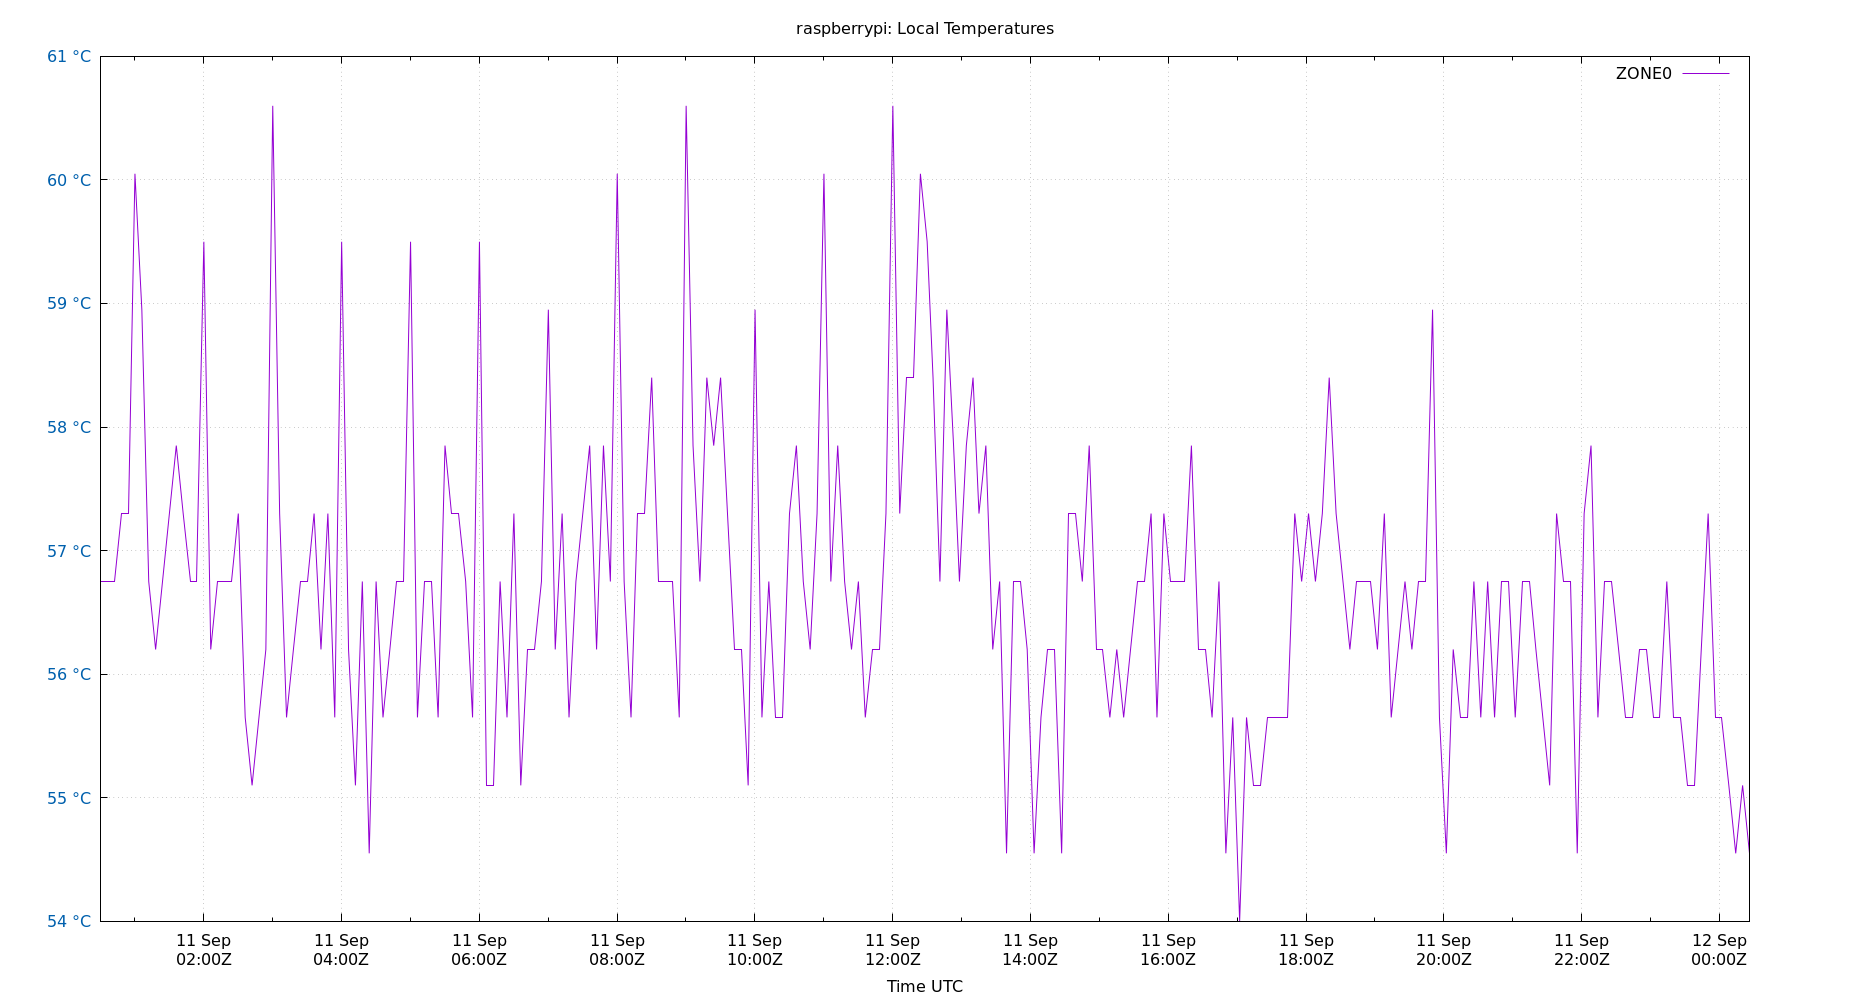 raspberrypi: Local Temperatures
61 °C
ZONE0
60 °C
59 °C
58 °C
57 °C
56 °C
55 °C
54 °C
11 Sep 11 Sep 11 Sep 11 Sep 11 Sep 11 Sep 11 Sep 11 Sep 11 Sep 11 Sep 11 Sep 12 Sep
02:00Z 04:00Z 06:00Z 08:00Z 10:00Z 12:00Z 14:00Z 16:00Z 18:00Z 20:00Z 22:00Z 00:00Z
Time UTC